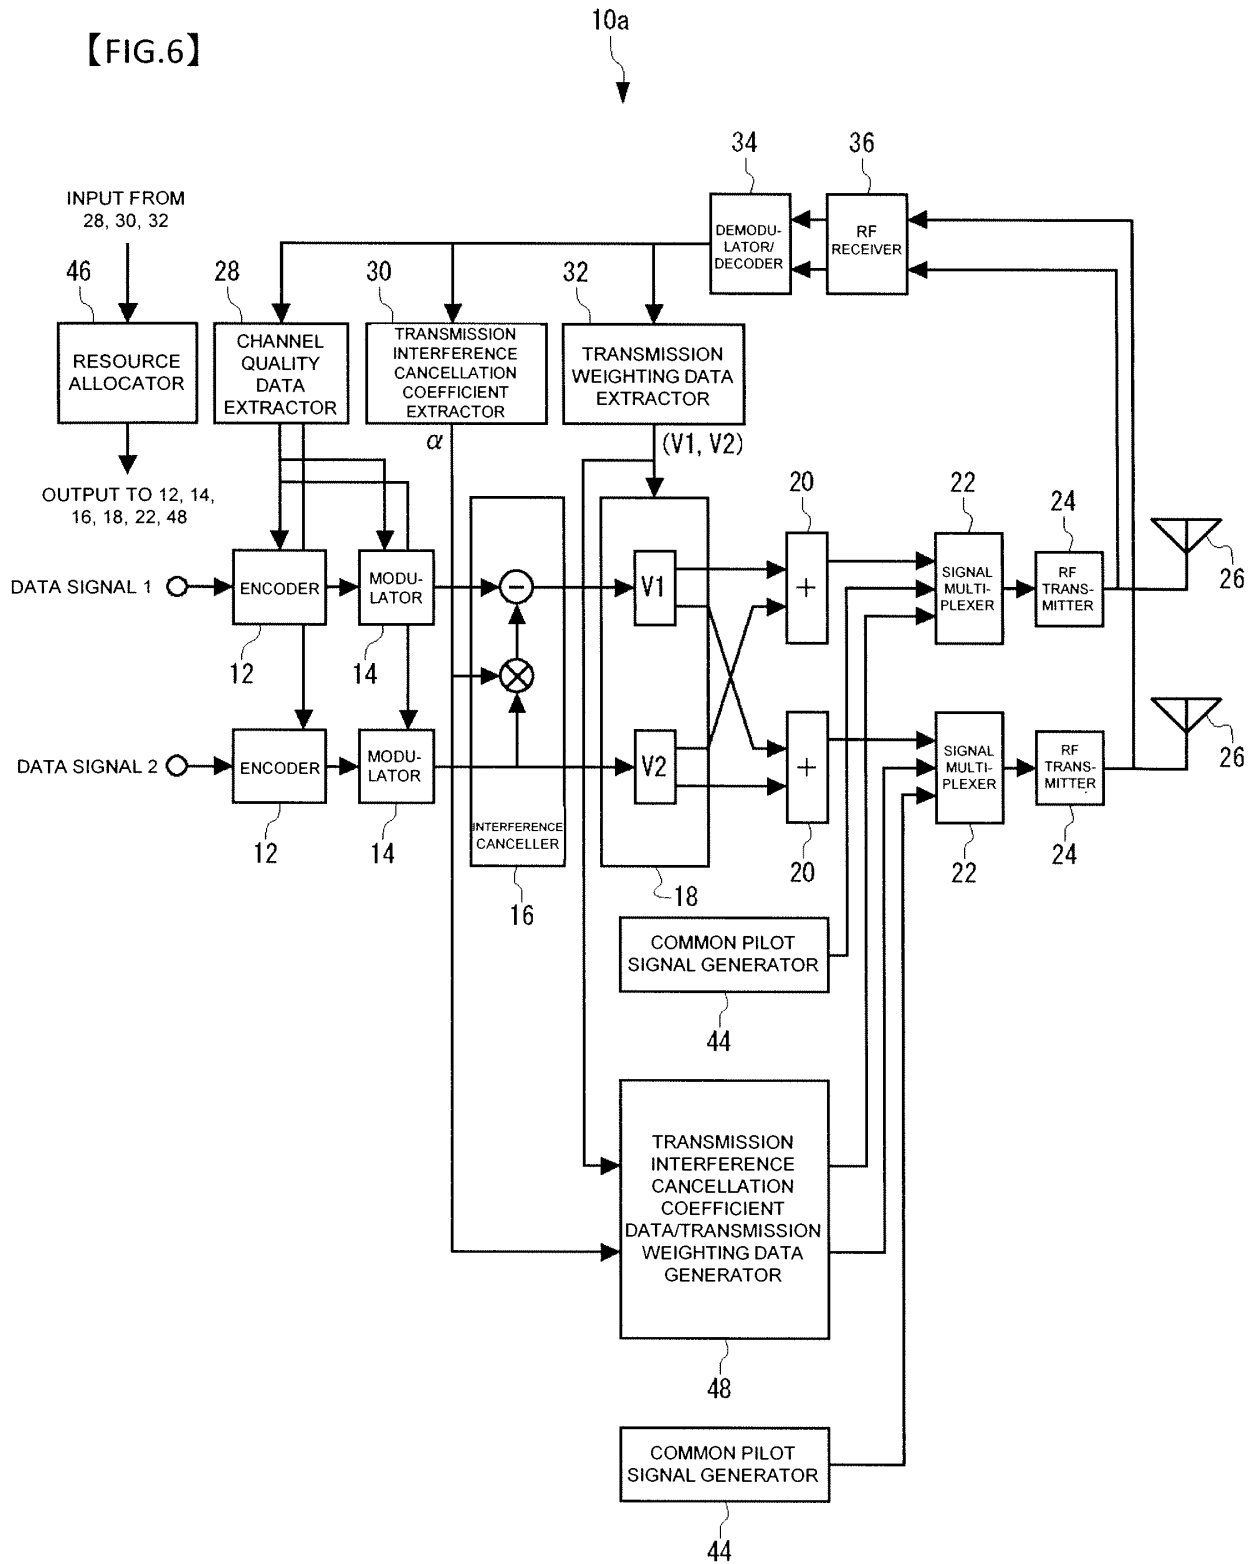 【FIG.6】
10a
34
36
INPUT FROM
28, 30, 32
DEMODU-
LATOR/
DECODER
RF
RECEIVER
46
28
30
32
RESOURCE
ALLOCATOR
CHANNEL
QUALITY
DATA
EXTRACTOR
TRANSMISSION
INTERFERENCE
CANCELLATION
COEFFICIENT
EXTRACTOR
TRANSMISSION
WEIGHTING DATA
EXTRACTOR
α
(V1, V2)
OUTPUT TO 12, 14,
16, 18, 22, 48
20
22
24
26
DATA SIGNAL 1
ENCODER
MODU-
LATOR
−
V1
+
SIGNAL
MULTI-
PLEXER
RF
TRANS-
MITTER
12
14
DATA SIGNAL 2
ENCODER
MODU-
LATOR
V2
+
SIGNAL
MULTI-
PLEXER
RF
TRANS-
MITTER
26
INTERFERENCE
CANCELLER
12
14
16
18
20
22
24
COMMON PILOT
SIGNAL GENERATOR
44
TRANSMISSION
INTERFERENCE
CANCELLATION
COEFFICIENT
DATA/TRANSMISSION
WEIGHTING DATA
GENERATOR
48
COMMON PILOT
SIGNAL GENERATOR
44